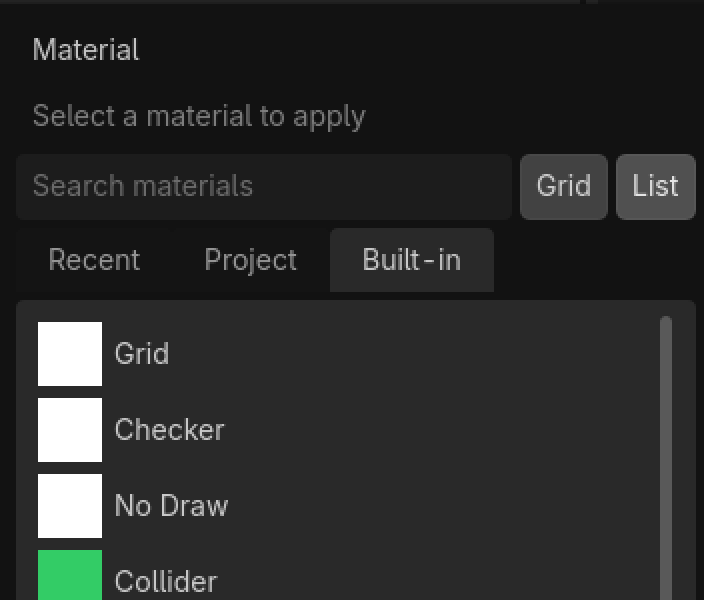 Material
Select a material to apply
Search materials Grid List
Recent Project Built-in
Grid
Checker
No Draw
Collider